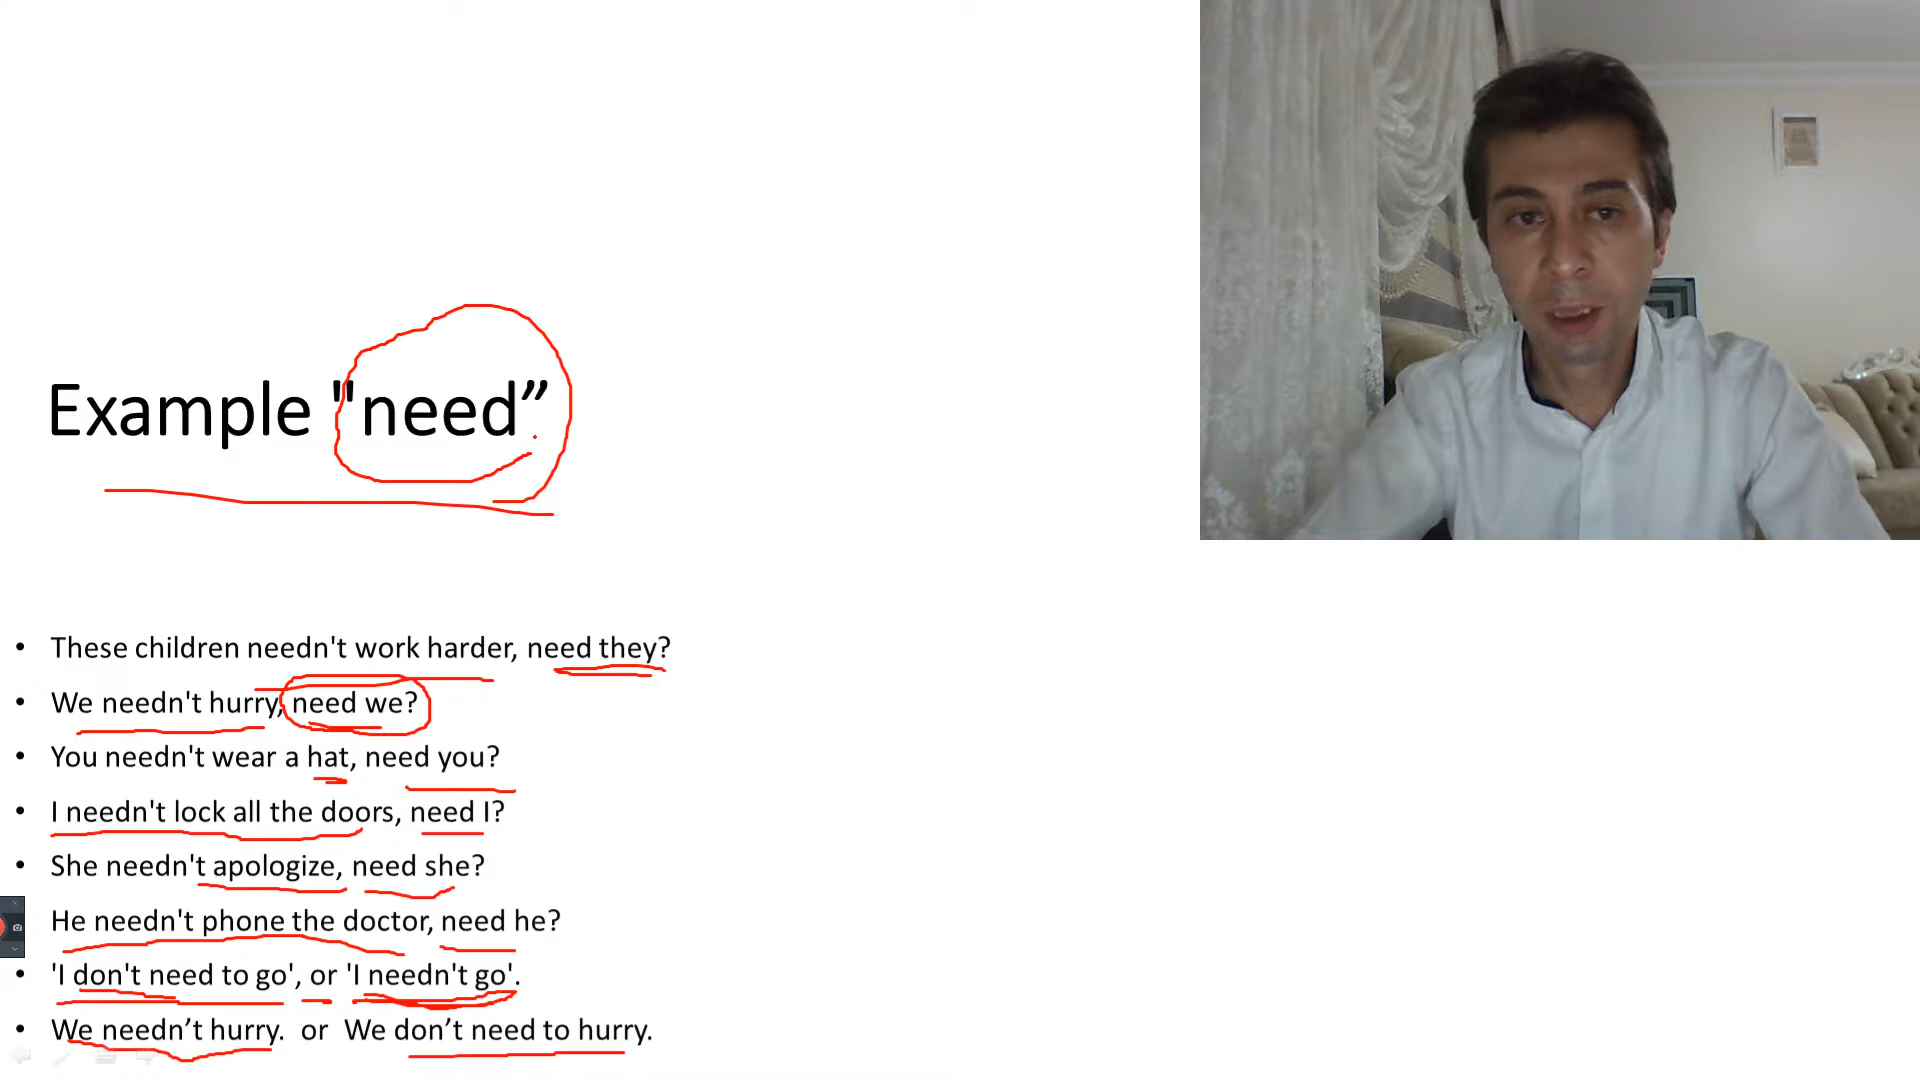 Example "need”
These children needn't work harder, need they?
We needn't hurry, need we?
You needn't wear a hat, need you?
I needn't lock all the doors, need I?
She needn't apologize, need she?
He needn't phone the doctor, need he?
'I don't need to go', or 'I needn't go'.
We needn’t hurry. or We don’t need to hurry.